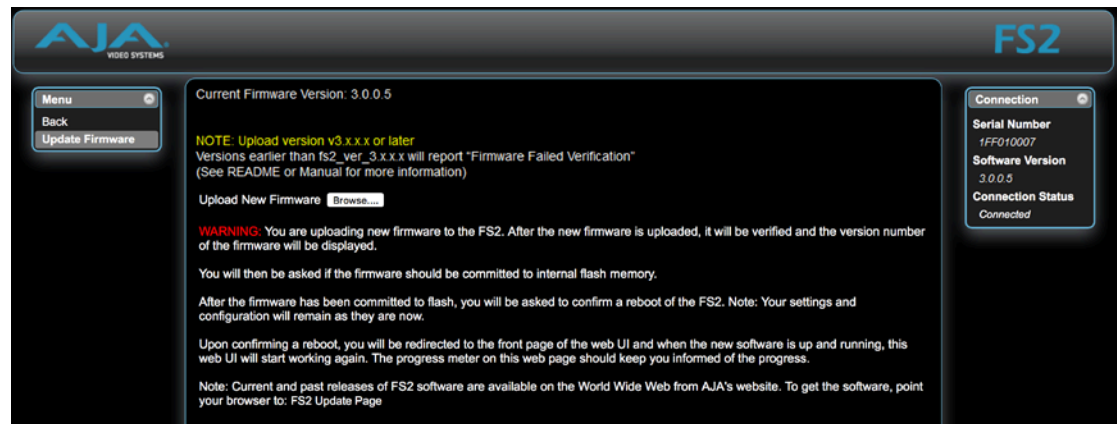 AJA
VIDEO SYSTEMS
FS2
Menu
Back
Update Firmware
Current Firmware Version: 3.0.0.5
NOTE: Upload version v3.x.x.x or later
Versions earlier than fs2_ver_3.x.x.x will report “Firmware Failed Verification”
(See README or Manual for more information)
Upload New Firmware Browse....
WARNING: You are uploading new firmware to the FS2. After the new firmware is uploaded, it will be verified and the version number
of the firmware will be displayed.
You will then be asked if the firmware should be committed to internal flash memory.
After the firmware has been committed to flash, you will be asked to confirm a reboot of the FS2. Note: Your settings and
configuration will remain as they are now.
Upon confirming a reboot, you will be redirected to the front page of the web UI and when the new software is up and running, this
web UI will start working again. The progress meter on this web page should keep you informed of the progress.
Note: Current and past releases of FS2 software are available on the World Wide Web from AJA's website. To get the software, point
your browser to: FS2 Update Page
Connection
Serial Number
1FF010007
Software Version
3.0.0.5
Connection Status
Connected